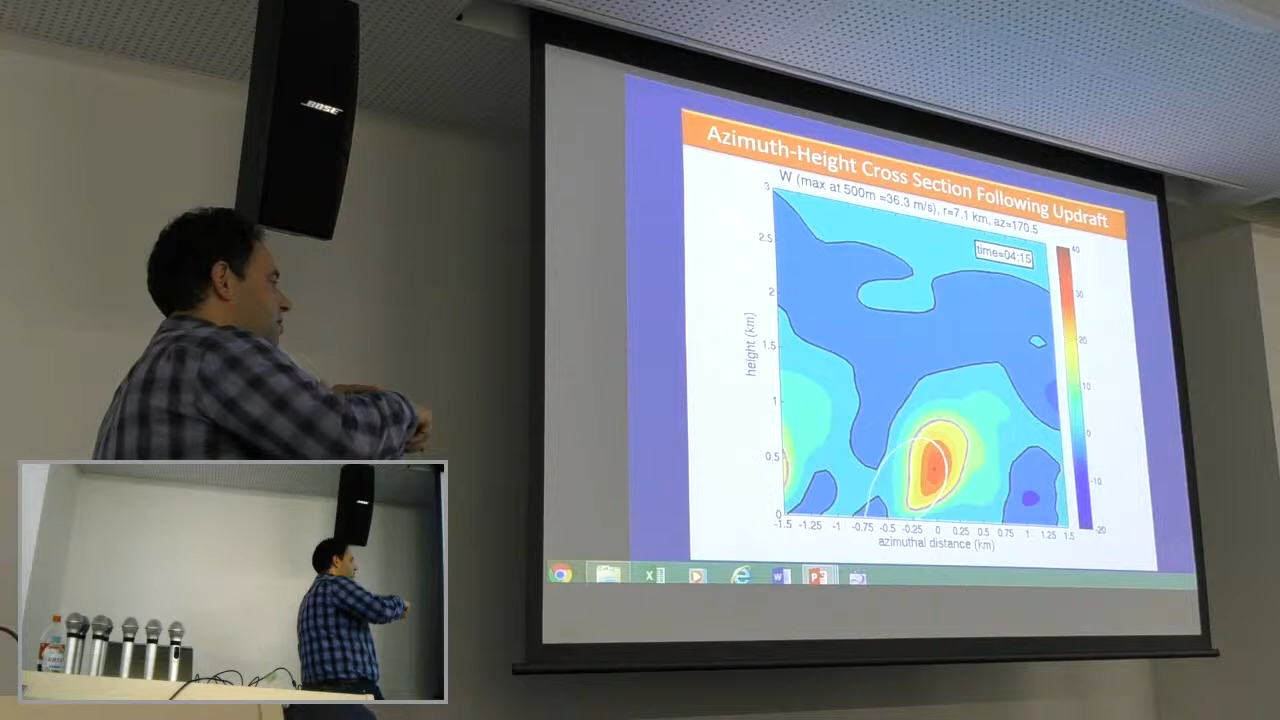 BOSE
Azimuth-Height Cross Section Following Updraft
W (max at 500m =36.3 m/s), r=7.1 km, az=170.5
time=04:15
3
2.5
2
1.5
1
0.5
0
height (km)
-1.5 -1.25 -1 -0.75 -0.5 -0.25 0 0.25 0.5 0.75 1 1.25 1.5
azimuthal distance (km)
40
30
20
10
0
-10
-20